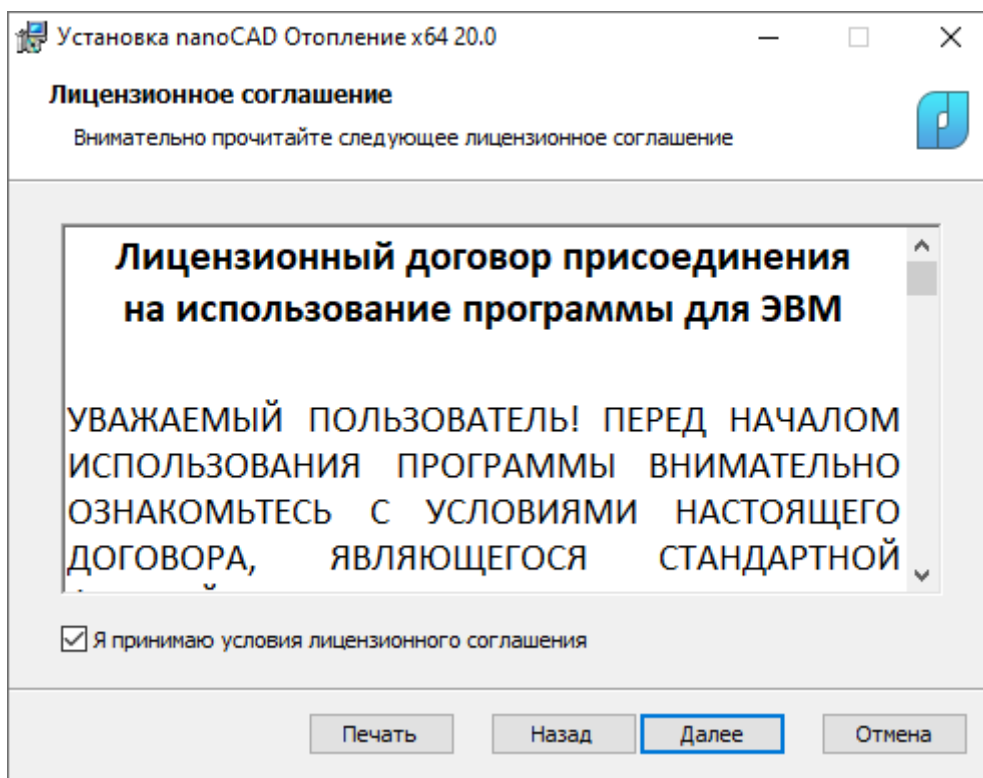 Установка nanoCAD Отопление x64 20.0
Лицензионное соглашение
Внимательно прочитайте следующее лицензионное соглашение
Лицензионный договор присоединения
на использование программы для ЭВМ
УВАЖАЕМЫЙ ПОЛЬЗОВАТЕЛЬ! ПЕРЕД НАЧАЛОМ
ИСПОЛЬЗОВАНИЯ ПРОГРАММЫ ВНИМАТЕЛЬНО
ОЗНАКОМЬТЕСЬ С УСЛОВИЯМИ НАСТОЯЩЕГО
ДОГОВОРА, ЯВЛЯЮЩЕГОСЯ СТАНДАРТНОЙ
Я принимаю условия лицензионного соглашения
Печать Назад Далее Отмена